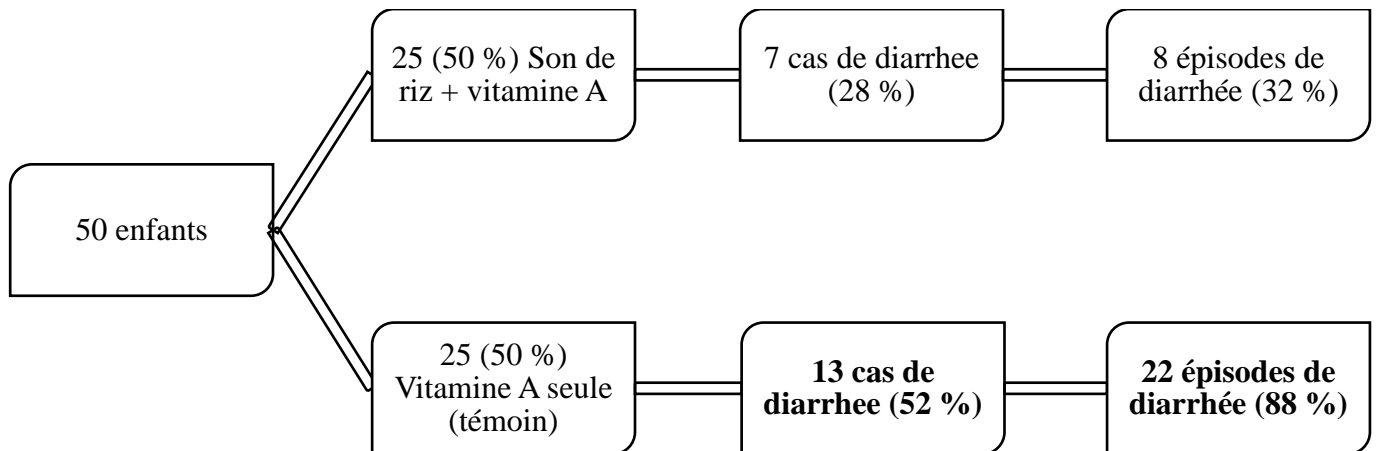 50 enfants
25 (50 %) Son de
riz + vitamine A
7 cas de diarrhee
(28 %)
8 épisodes de
diarrhée (32 %)
25 (50 %)
Vitamine A seule
(témoin)
13 cas de
diarrhee (52 %)
22 épisodes de
diarrhée (88 %)